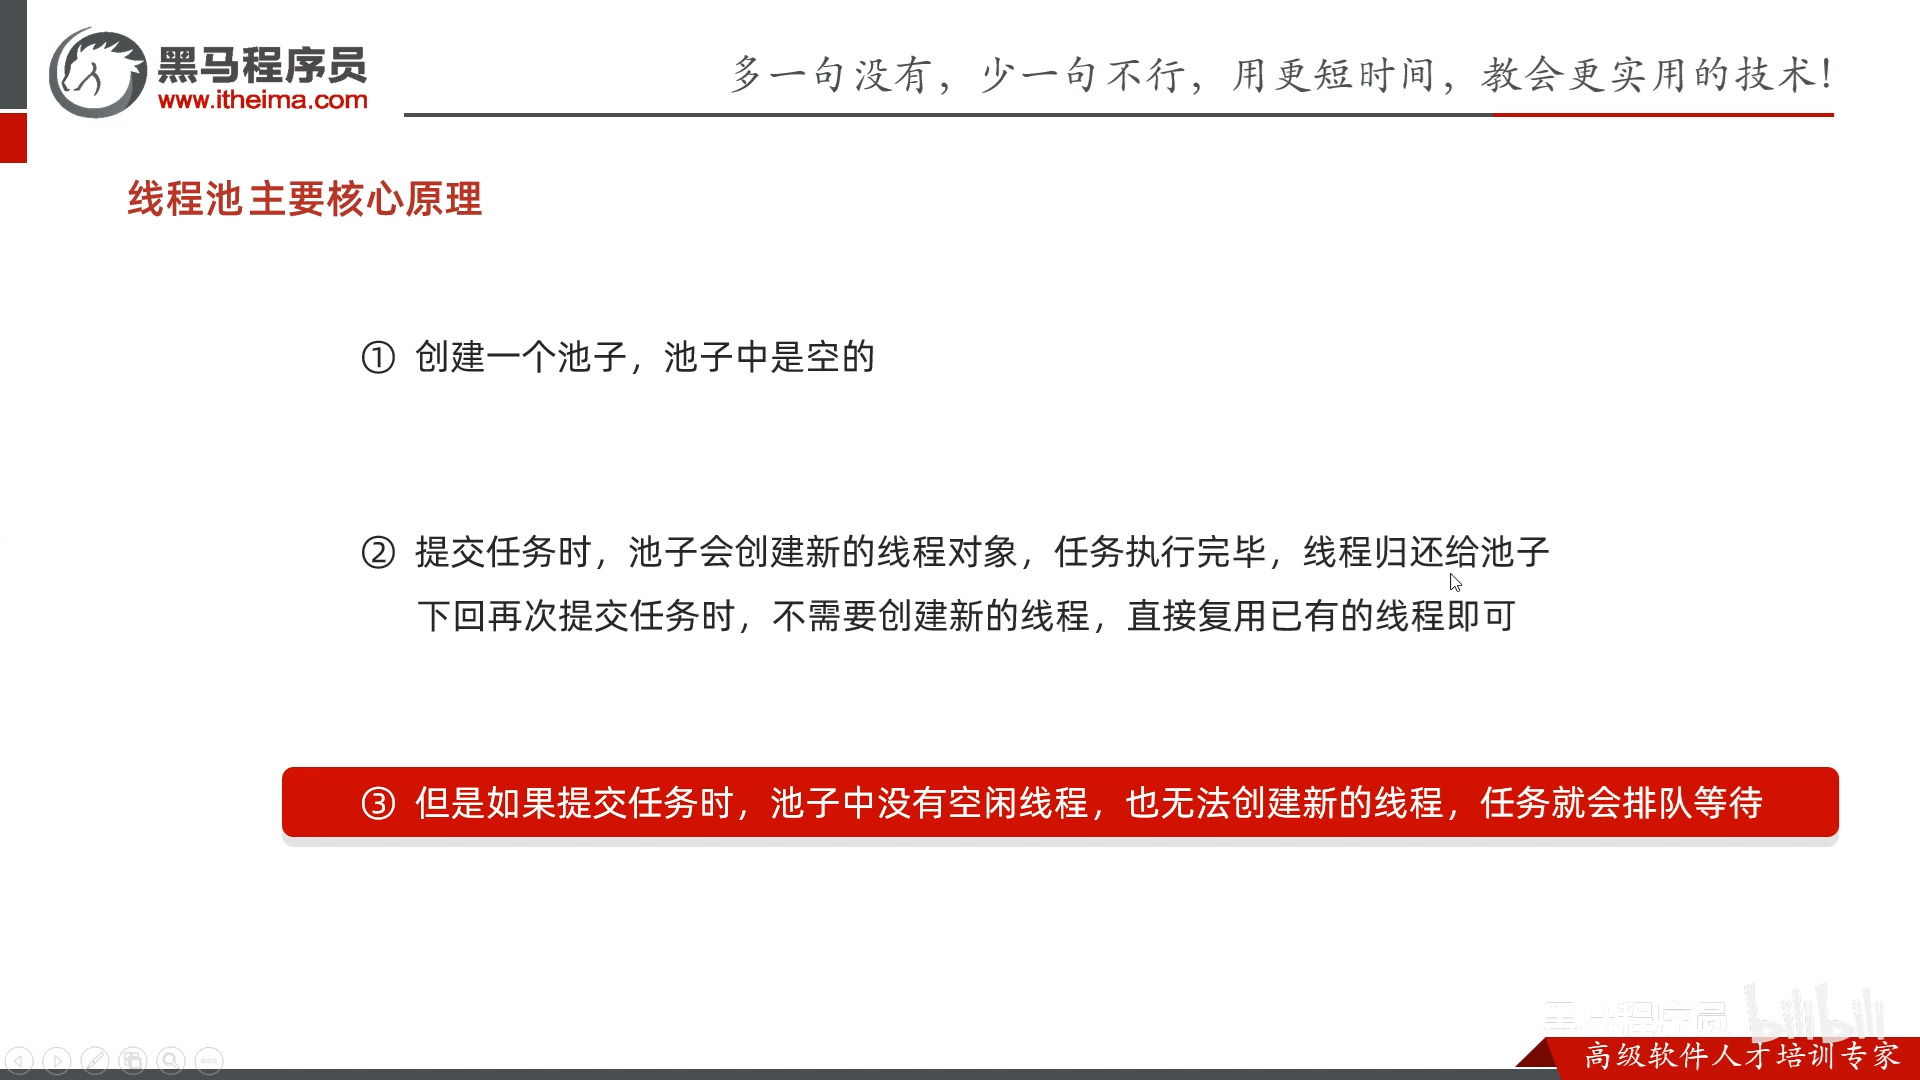 黑马程序员
www.itheima.com
多一句没有，少一句不行，用更短时间，教会更实用的技术！
线程池主要核心原理
① 创建一个池子，池子中是空的
② 提交任务时，池子会创建新的线程对象，任务执行完毕，线程归还给池子
下回再次提交任务时，不需要创建新的线程，直接复用已有的线程即可
③ 但是如果提交任务时，池子中没有空闲线程，也无法创建新的线程，任务就会排队等待
黑马程序员 bilibili
高级软件人才培训专家